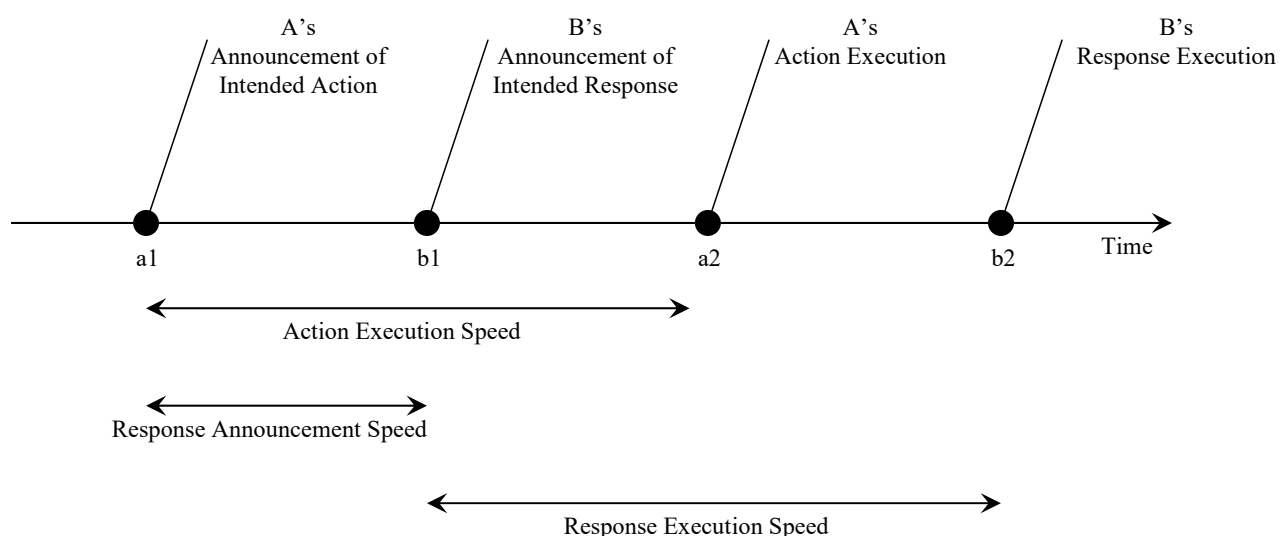 A’s
Announcement of
Intended Action
B’s
Announcement of
Intended Response
A’s
Action Execution
B’s
Response Execution
a1
b1
a2
b2
Time
Action Execution Speed
Response Announcement Speed
Response Execution Speed